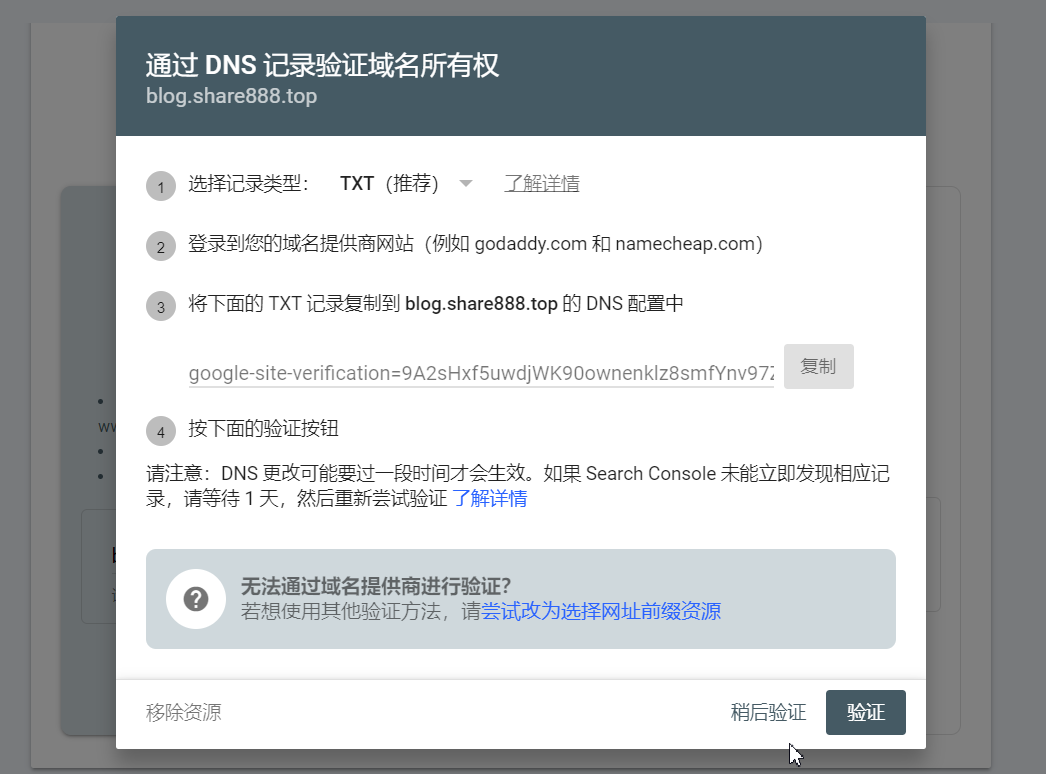 通过 DNS 记录验证域名所有权
blog.share888.top
1 选择记录类型： TXT（推荐） 了解详情
2 登录到您的域名提供商网站（例如 godaddy.com 和 namecheap.com）
3 将下面的 TXT 记录复制到 blog.share888.top 的 DNS 配置中
google-site-verification=9A2sHxf5uwdjWK90ownenklz8smfYnv97Z 复制
4 按下面的验证按钮
请注意：DNS 更改可能要过一段时间才会生效。如果 Search Console 未能立即发现相应记
录，请等待 1 天，然后重新尝试验证 了解详情
无法通过域名提供商进行验证？
若想使用其他验证方法，请尝试改为选择网址前缀资源
移除资源 稍后验证 验证